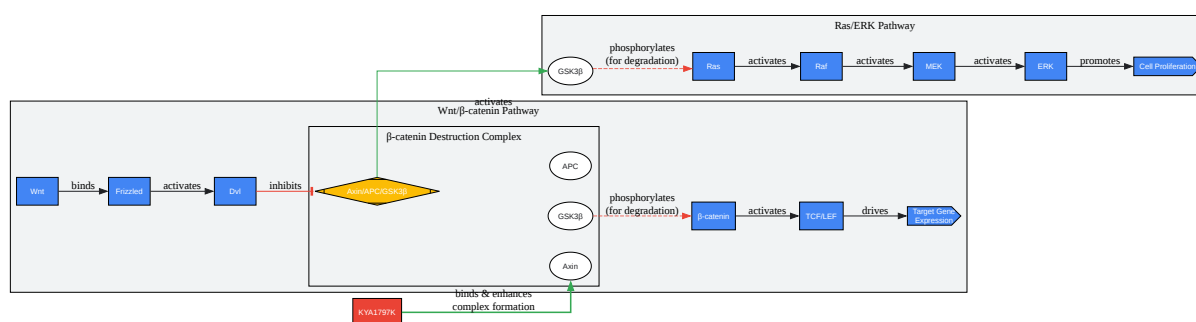 Ras/ERK Pathway
GSK3β
phosphorylates
(for degradation)
Ras
activates
Raf
activates
MEK
activates
ERK
promotes
Cell Proliferation
activates
Wnt/β-catenin Pathway
β-catenin Destruction Complex
Wnt
binds
Frizzled
activates
Dvl
inhibits
Axin/APC/GSK3β
APC
GSK3β
phosphorylates
(for degradation)
β-catenin
activates
TCF/LEF
drives
Target Gene
Expression
Axin
KYA1797K
binds & enhances
complex formation